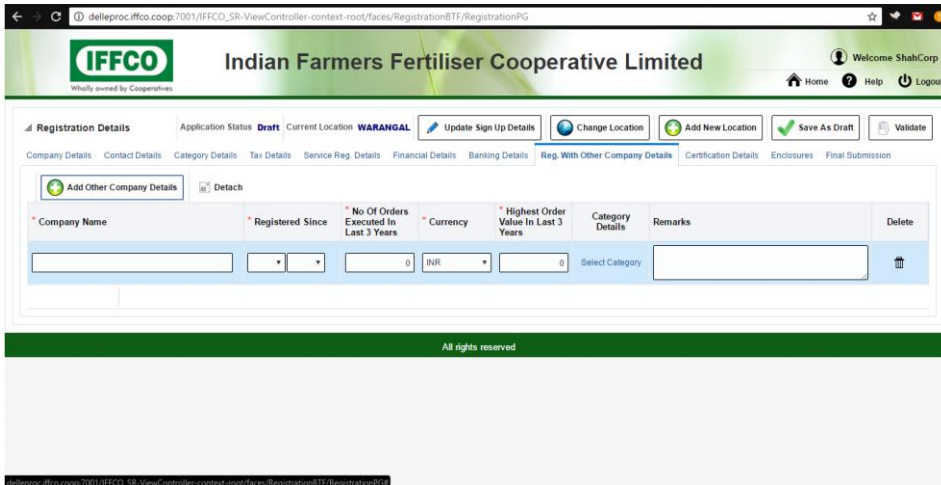 delleproc.iffco.coop:7001/IFFCO_SR-ViewController-context-root/faces/RegistrationBTF/RegistrationPG
IFFCO
Wholly owned by Cooperatives
Indian Farmers Fertiliser Cooperative Limited
Welcome ShahCorp
Home Help Logout
Registration Details Application Status Draft Current Location WARANGAL Update Sign Up Details Change Location Add New Location Save As Draft Validate
Company Details Contact Details Category Details Tax Details Service Reg. Details Financial Details Banking Details Reg. With Other Company Details Certification Details Enclosures Final Submission
Add Other Company Details Detach
* Company Name
* Registered Since
* No Of Orders
Executed In
Last 3 Years
* Currency
* Highest Order
Value In Last 3
Years
Category
Details
Remarks
Delete
0 INR 0 Select Category
All rights reserved
delleproc.iffco.coop:7001/IFFCO_SR-ViewController-context-root/faces/RegistrationBTF/RegistrationPG#